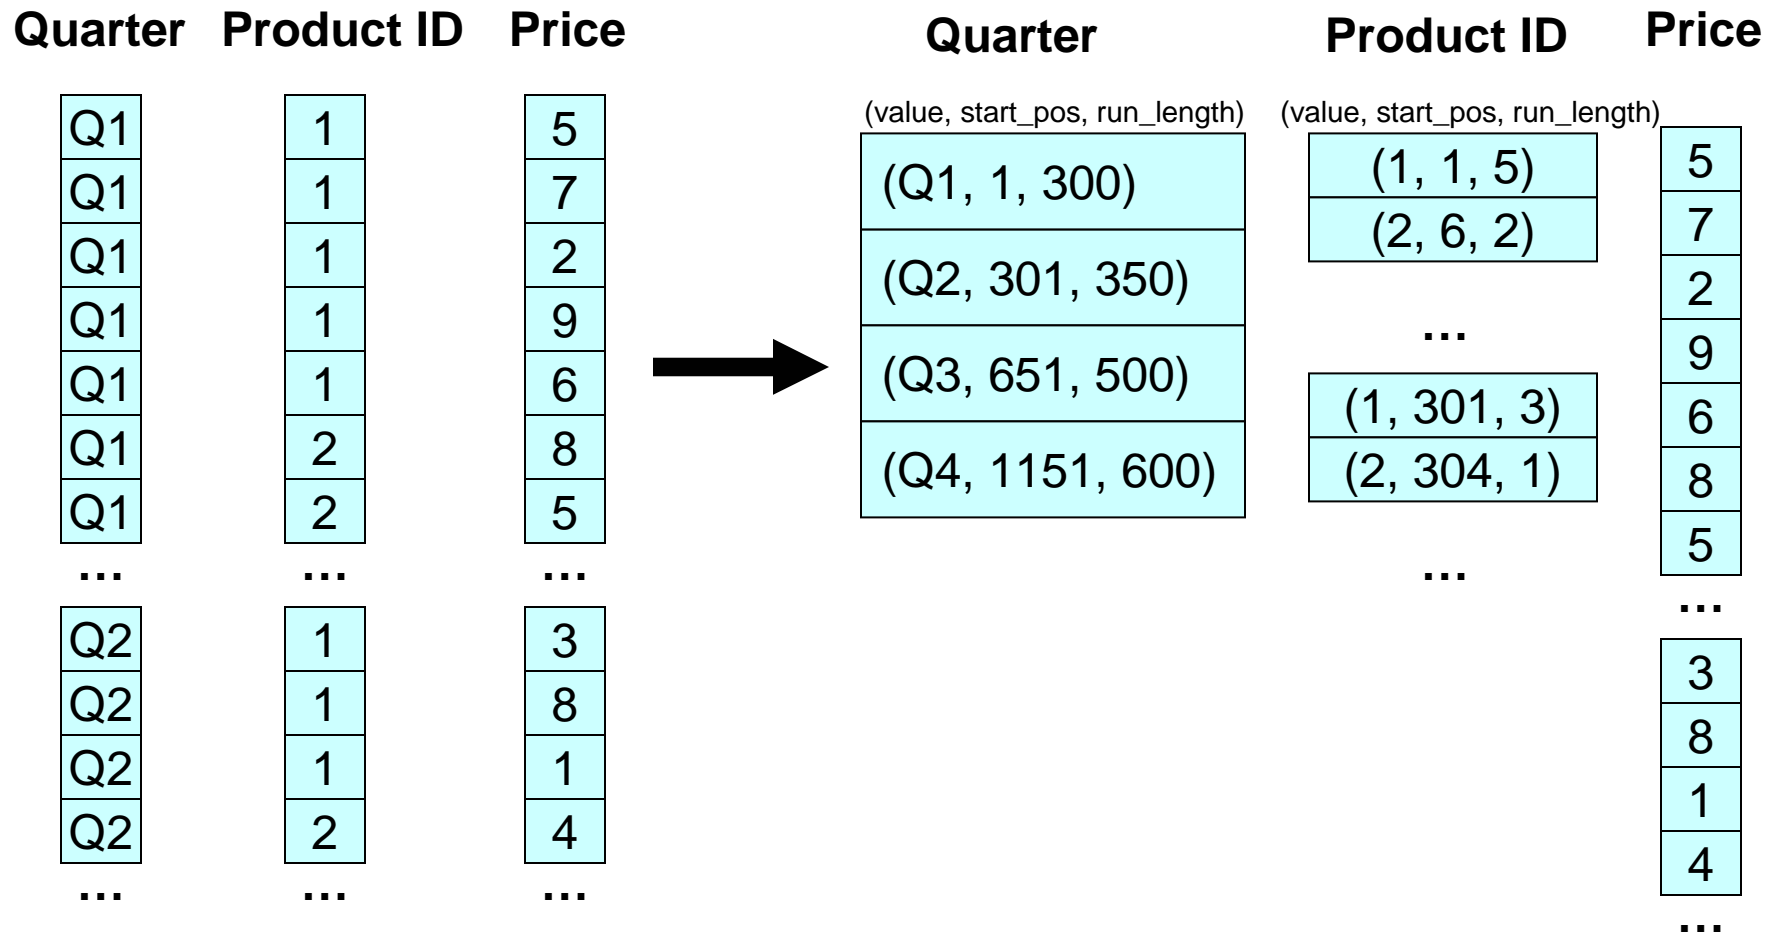 Quarter Product ID Price Quarter Product ID Price
(value, start_pos, run_length) (value, start_pos, run_length)
Q1 1 5 (Q1, 1, 300) (1, 1, 5) 5
Q1 1 7 (2, 6, 2) 7
Q1 1 2 (Q2, 301, 350) 2
Q1 1 9 ... 9
Q1 1 6 (Q3, 651, 500) (1, 301, 3) 6
Q1 2 8 (Q4, 1151, 600) (2, 304, 1) 8
Q1 2 5 5
... ... ... ... ...
Q2 1 3 3
Q2 1 8 8
Q2 1 1 1
Q2 2 4 4
... ... ... ...